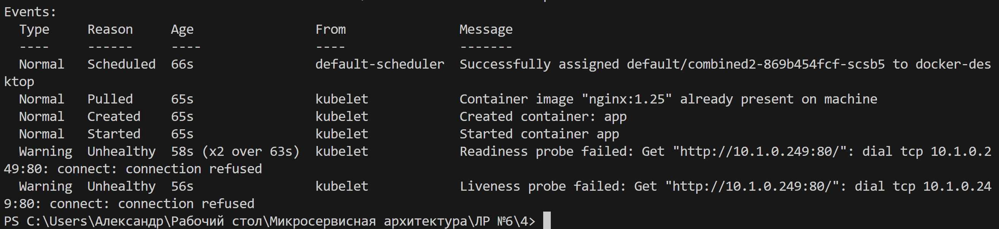 Events:
  Type     Reason     Age                From               Message
  ----     ------     ----               ----               -------
  Normal   Scheduled  66s                default-scheduler  Successfully assigned default/combined2-869b454fcf-scsb5 to docker-des
ktop
  Normal   Pulled     65s                kubelet            Container image "nginx:1.25" already present on machine
  Normal   Created    65s                kubelet            Created container: app
  Normal   Started    65s                kubelet            Started container app
  Warning  Unhealthy  58s (x2 over 63s)  kubelet            Readiness probe failed: Get "http://10.1.0.249:80/": dial tcp 10.1.0.2
49:80: connect: connection refused
  Warning  Unhealthy  56s                kubelet            Liveness probe failed: Get "http://10.1.0.249:80/": dial tcp 10.1.0.24
9:80: connect: connection refused
PS C:\Users\Александр\Рабочий стол\Микросервисная архитектура\ЛР №6\4>